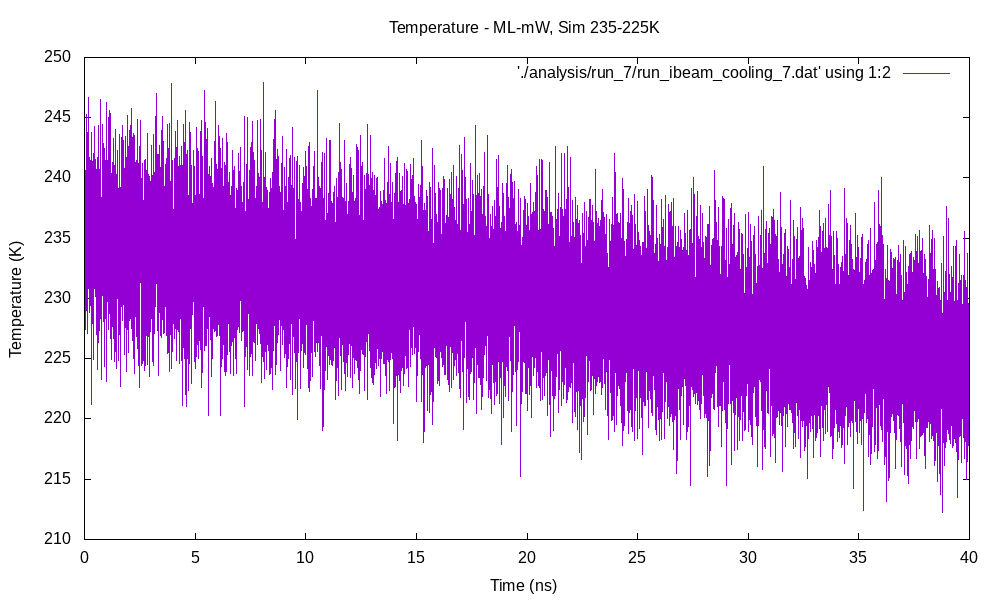 Temperature - ML-mW, Sim 235-225K
'./analysis/run_7/run_ibeam_cooling_7.dat' using 1:2
250
245
240
235
230
225
220
215
210
Temperature (K)
0 5 10 15 20 25 30 35 40
Time (ns)